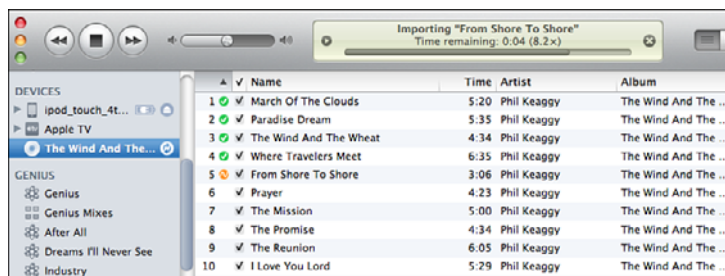 Importing "From Shore To Shore"
Time remaining: 0:04 (8.2×)
Name Time Artist Album
DEVICES
ipod_touch_4t...
Apple TV
The Wind And The...
GENIUS
Genius
Genius Mixes
After All
Dreams I'll Never See
Industry
1 March Of The Clouds 5:20 Phil Keaggy The Wind And The ...
2 Paradise Dream 5:35 Phil Keaggy The Wind And The ...
3 The Wind And The Wheat 4:34 Phil Keaggy The Wind And The ...
4 Where Travelers Meet 6:35 Phil Keaggy The Wind And The ...
5 From Shore To Shore 3:06 Phil Keaggy The Wind And The ...
6 Prayer 4:23 Phil Keaggy The Wind And The ...
7 The Mission 5:00 Phil Keaggy The Wind And The ...
8 The Promise 4:34 Phil Keaggy The Wind And The ...
9 The Reunion 6:05 Phil Keaggy The Wind And The ...
10 I Love You Lord 5:29 Phil Keaggy The Wind And The ...